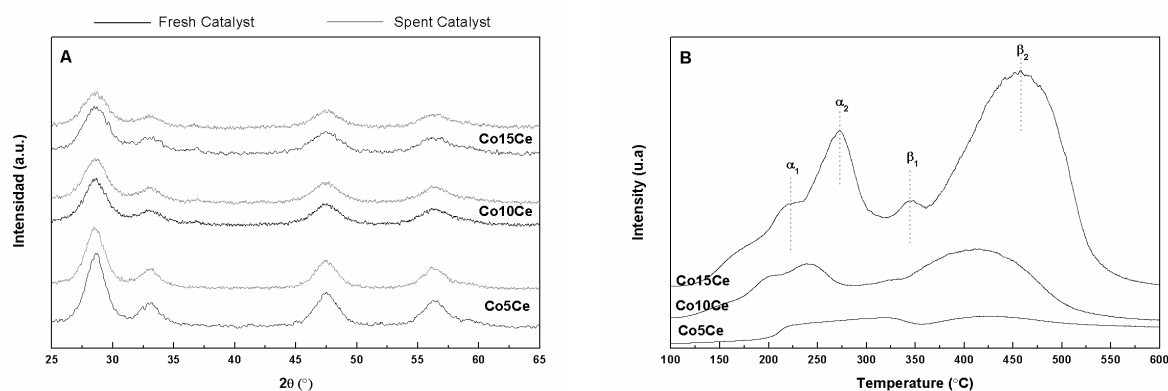 Fresh Catalyst
Spent Catalyst
A
Co15Ce
Co10Ce
Co5Ce
Intensidad (a.u.)
25 30 35 40 45 50 55 60 65
2θ (°)
B
α1
α2
β1
β2
Co15Ce
Co10Ce
Co5Ce
Intensity (u.a)
100 150 200 250 300 350 400 450 500 550 600
Temperature (°C)